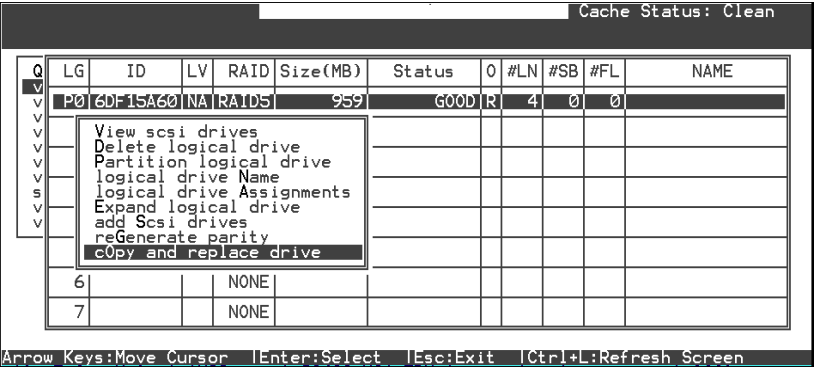 Cache Status: Clean
Q LG ID LV RAID Size(MB) Status O #LN #SB #FL NAME
v P0 6DF15A60 NA RAID5 959 GOOD R 4 0 0
v View scsi drives
v Delete logical drive
v Partition logical drive
v logical drive Name
s logical drive Assignments
v Expand logical drive
v add Scsi drives
reGenerate parity
cOpy and replace drive
6 NONE
7 NONE
Arrow Keys:Move Cursor |Enter:Select |Esc:Exit |Ctrl+L:Refresh Screen